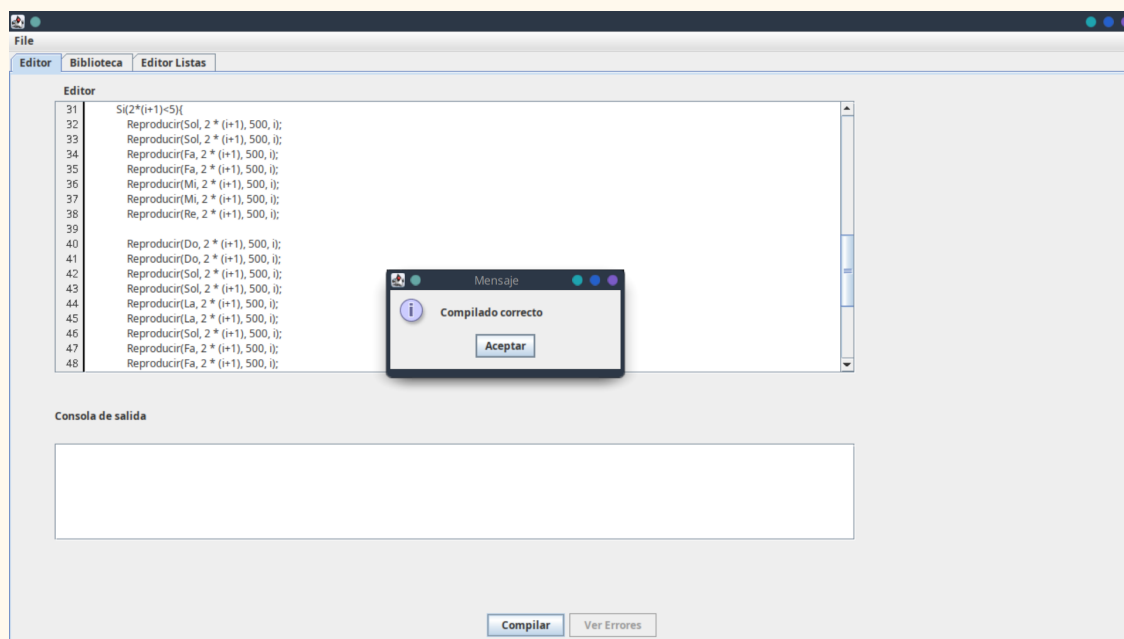 File
Editor Biblioteca Editor Listas
Editor
31 Si(2*(i+1)<5){
32 Reproducir(Sol, 2 * (i+1), 500, i);
33 Reproducir(Sol, 2 * (i+1), 500, i);
34 Reproducir(Fa, 2 * (i+1), 500, i);
35 Reproducir(Fa, 2 * (i+1), 500, i);
36 Reproducir(Mi, 2 * (i+1), 500, i);
37 Reproducir(Mi, 2 * (i+1), 500, i);
38 Reproducir(Re, 2 * (i+1), 500, i);
39
40 Reproducir(Do, 2 * (i+1), 500, i);
41 Reproducir(Do, 2 * (i+1), 500, i);
42 Reproducir(Sol, 2 * (i+1), 500, i);
43 Reproducir(Sol, 2 * (i+1), 500, i);
44 Reproducir(La, 2 * (i+1), 500, i);
45 Reproducir(La, 2 * (i+1), 500, i);
46 Reproducir(Sol, 2 * (i+1), 500, i);
47 Reproducir(Fa, 2 * (i+1), 500, i);
48 Reproducir(Fa, 2 * (i+1), 500, i);
Mensaje
Compilado correcto
Aceptar
Consola de salida
Compilar Ver Errores